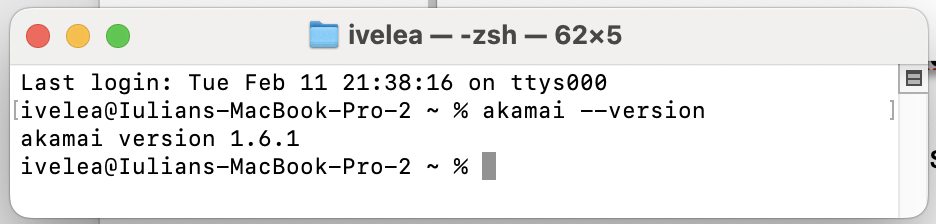 ivelea — -zsh — 62×5
Last login: Tue Feb 11 21:38:16 on ttys000
[ivelea@Iulians-MacBook-Pro-2 ~ % akamai --version ]
akamai version 1.6.1
ivelea@Iulians-MacBook-Pro-2 ~ %